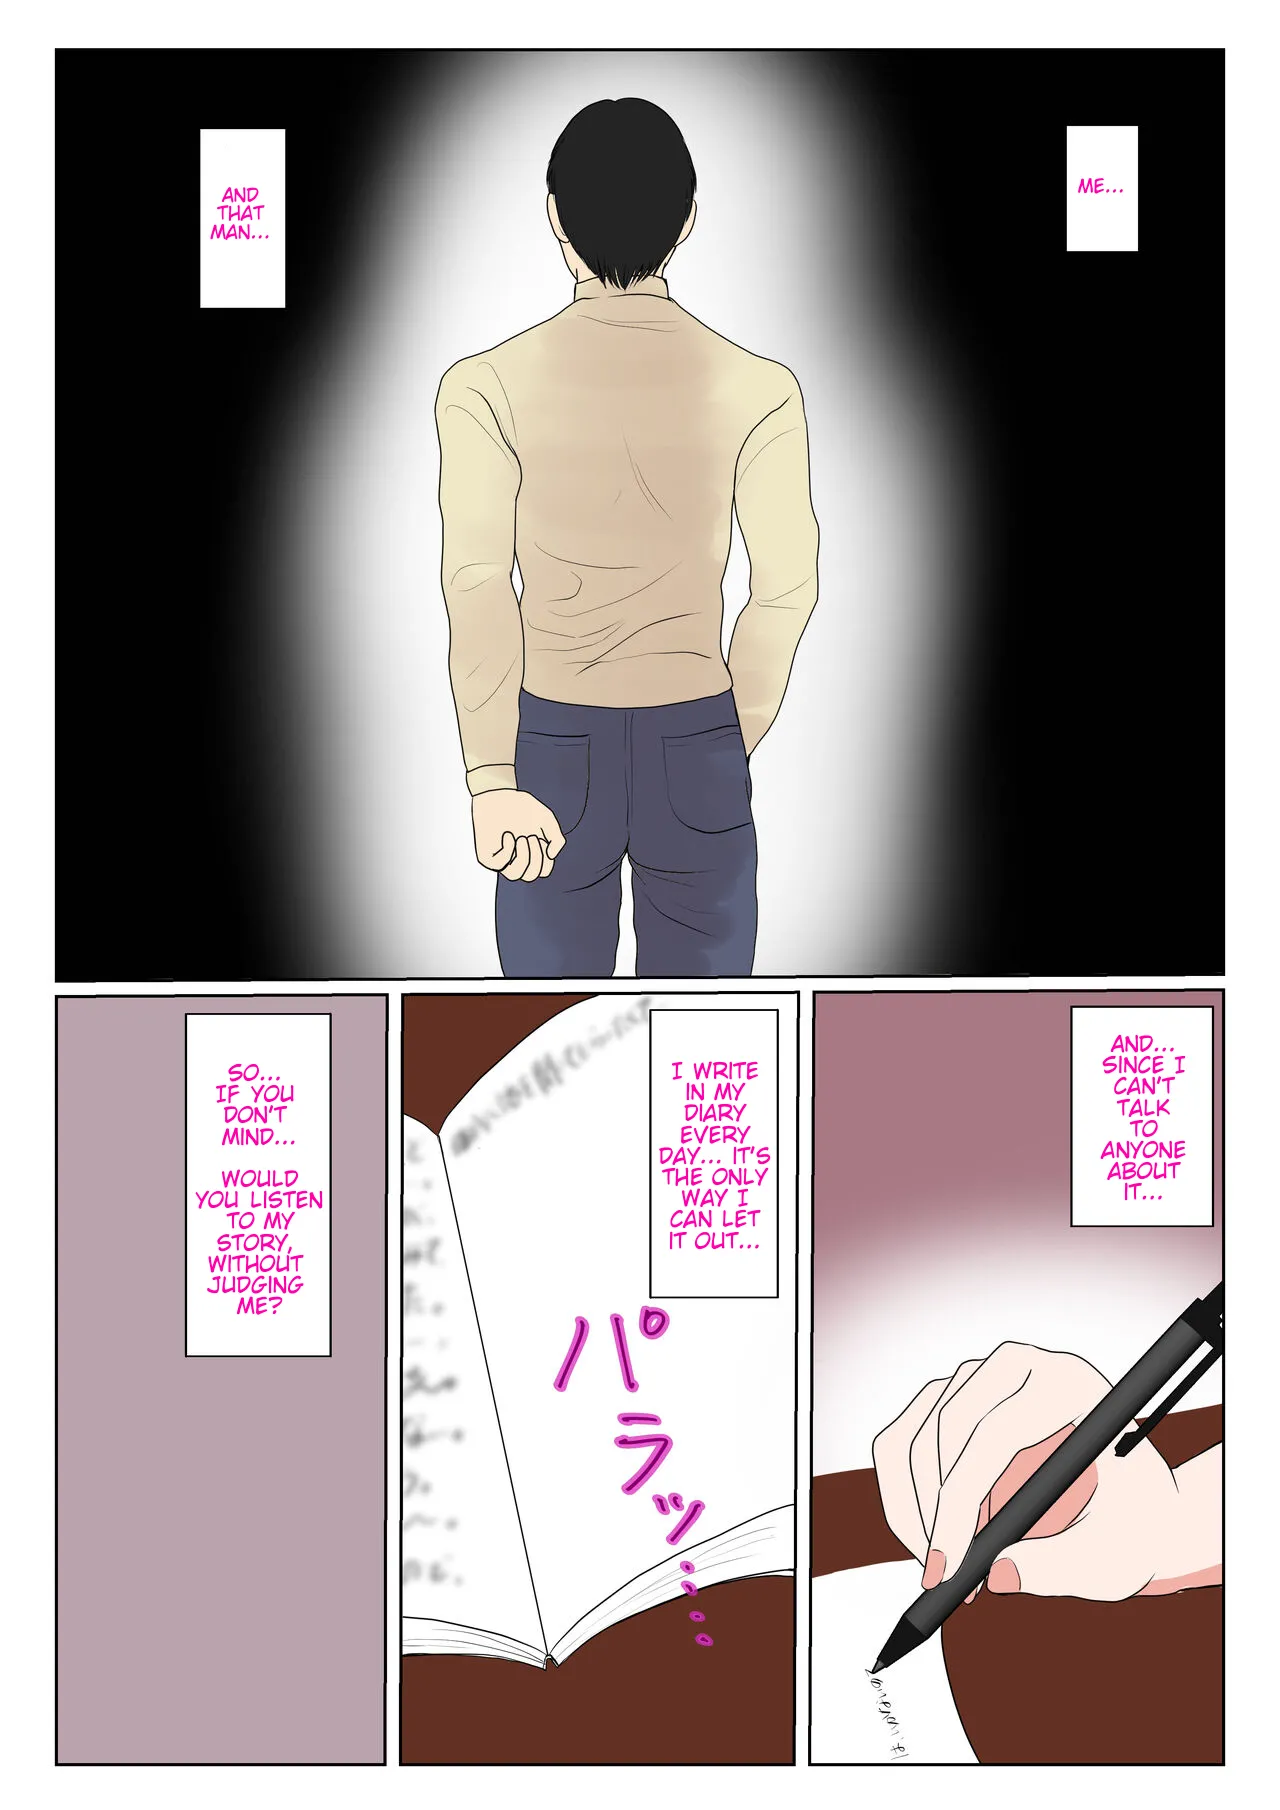 ME...
AND
THAT
MAN...
AND...
SINCE I
CAN'T
TALK
TO
ANYONE
ABOUT
IT...
I WRITE
IN MY
DIARY
EVERY
DAY... IT'S
THE ONLY
WAY I
CAN LET
IT OUT...
パラッ....
SO...
IF YOU
DON'T
MIND...
WOULD
YOU LISTEN
TO MY
STORY,
WITHOUT
JUDGING
ME?